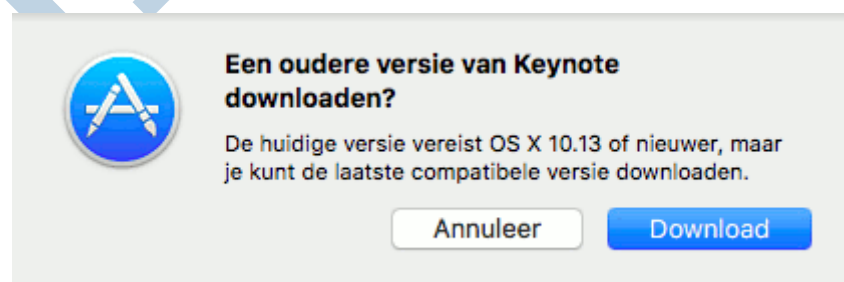 Een oudere versie van Keynote
downloaden?
De huidige versie vereist OS X 10.13 of nieuwer, maar
je kunt de laatste compatibele versie downloaden.
Annuleer Download